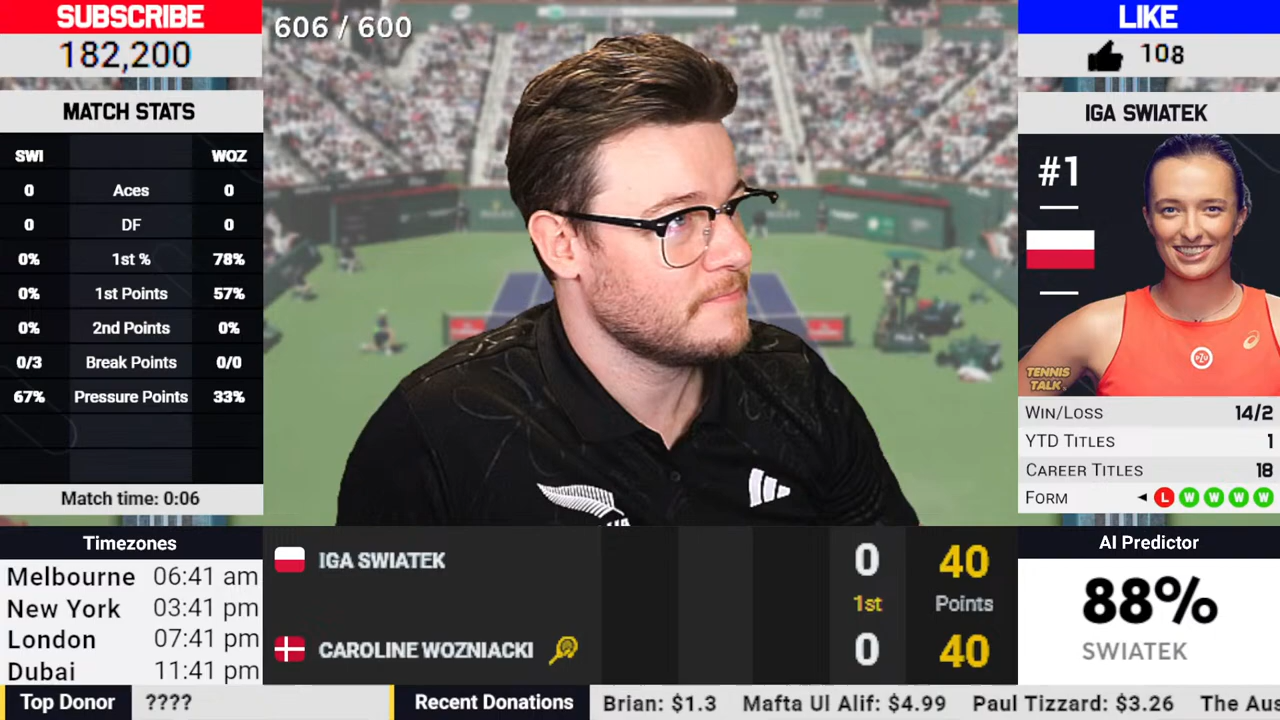 SUBSCRIBE
182,200
606 / 600
LIKE
108
MATCH STATS
SWI WOZ
0 Aces 0
0 DF 0
0% 1st % 78%
0% 1st Points 57%
0% 2nd Points 0%
0/3 Break Points 0/0
67% Pressure Points 33%
Match time: 0:06
IGA SWIATEK
#1
TENNIS
TALK
WIN/LOSS 14/2
YTD TITLES 1
CAREER TITLES 18
FORM L W W W W
Timezones
Melbourne 06:41 am
New York 03:41 pm
London 07:41 pm
Dubai 11:41 pm
IGA SWIATEK 0 40
1st Points
CAROLINE WOZNIACKI 0 40
AI Predictor
88%
SWIATEK
Top Donor ???? Recent Donations Brian: $1.3 Mafta Ul Alif: $4.99 Paul Tizzard: $3.26 The Aus